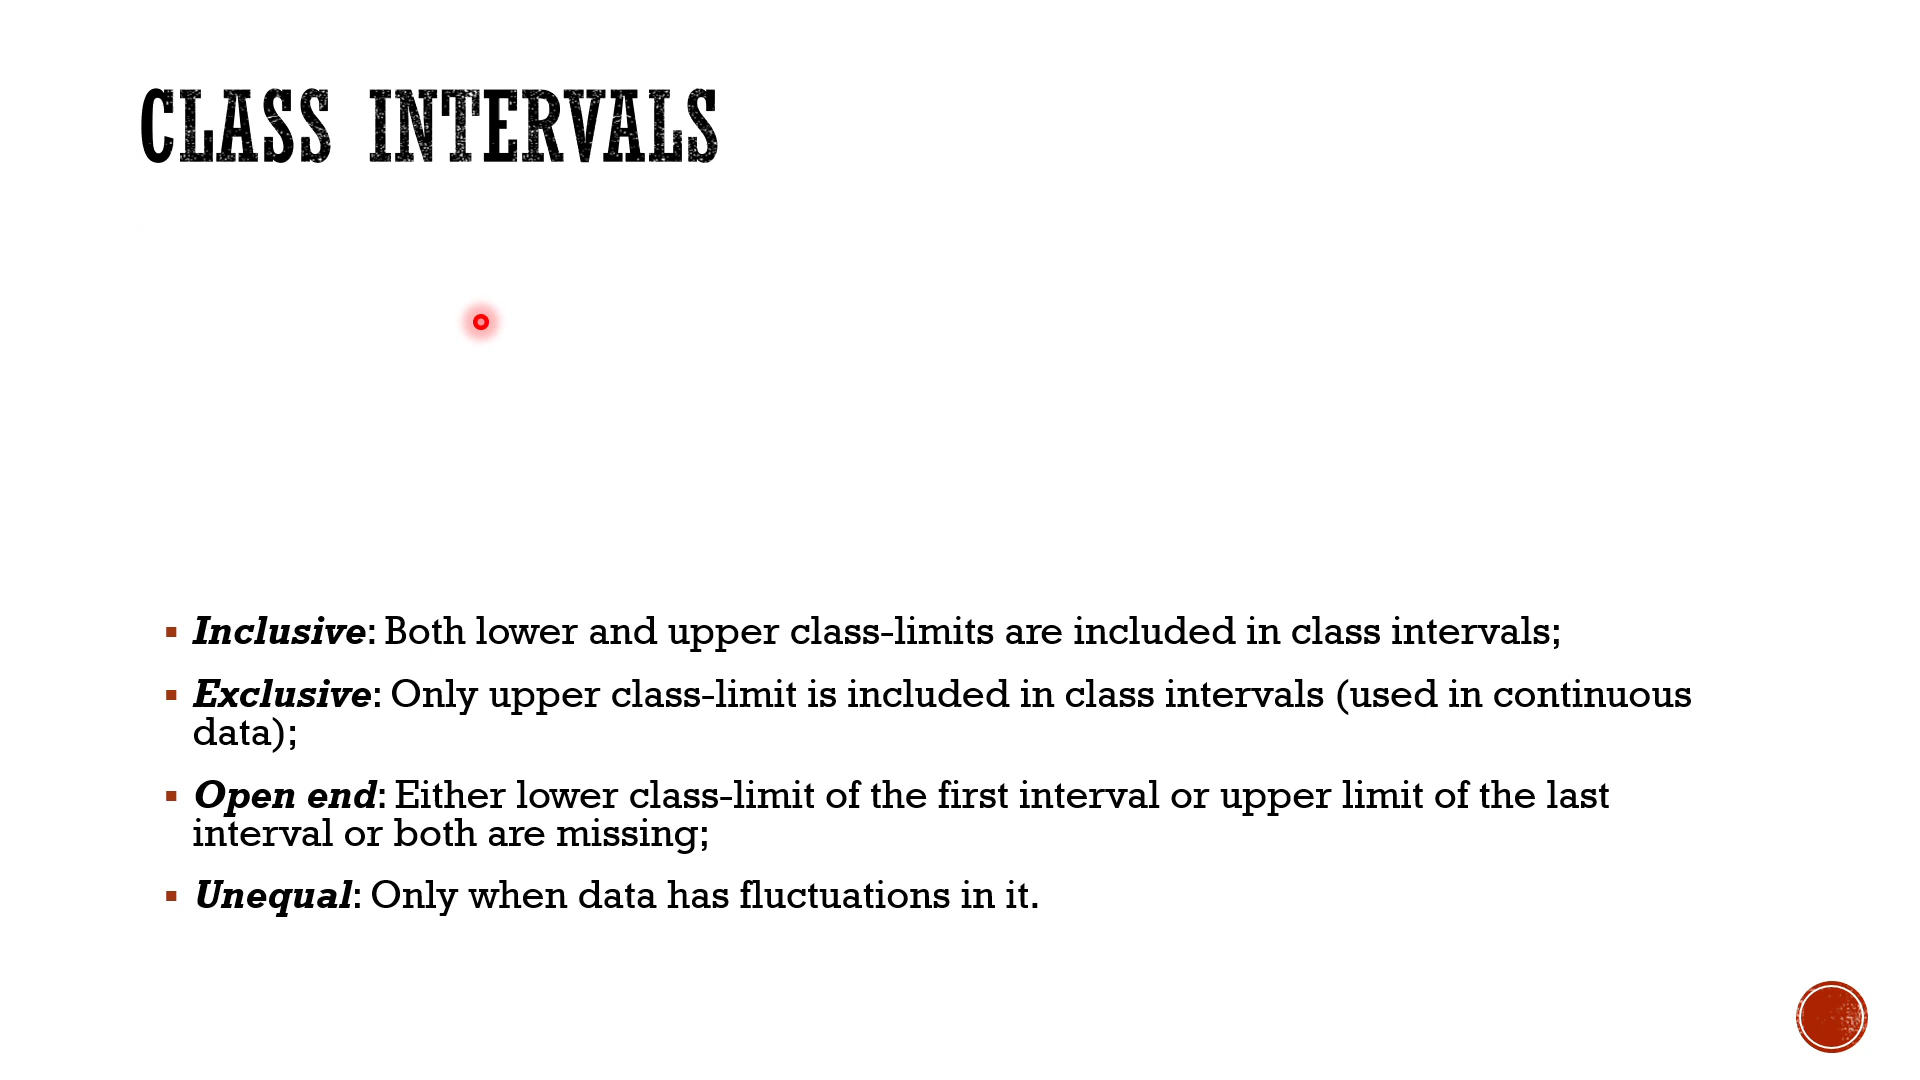 CLASS INTERVALS
▪ Inclusive: Both lower and upper class-limits are included in class intervals;
▪ Exclusive: Only upper class-limit is included in class intervals (used in continuous
data);
▪ Open end: Either lower class-limit of the first interval or upper limit of the last
interval or both are missing;
▪ Unequal: Only when data has fluctuations in it.